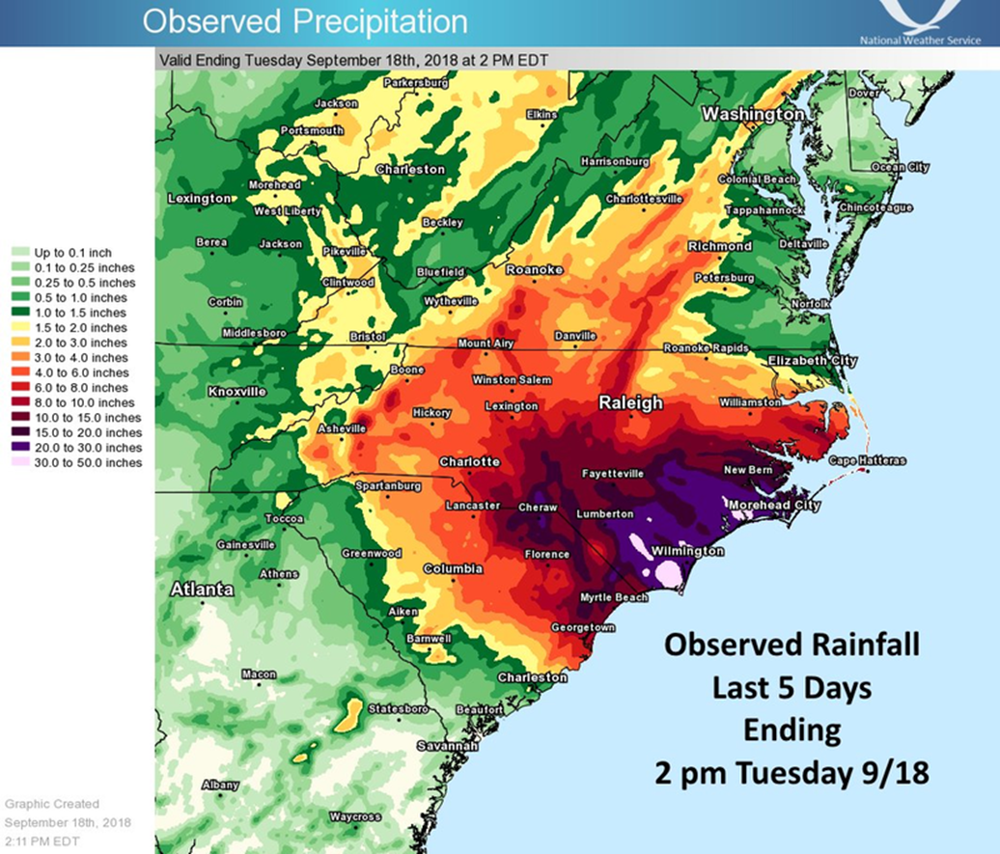 Observed Precipitation
National Weather Service
Valid Ending Tuesday September 18th, 2018 at 2 PM EDT
Parkersburg
Jackson
Dover
Elkins
Washington
Portsmouth
Harrisonburg
Charleston
Ocean City
Colonial Beach
Morehead
Lexington
Charlottesville
West Liberty
Tappahannock
Chincoteague
Beckley
Berea
Jackson
Pikeville
Richmond
Deltaville
Bluefield
Roanoke
Clintwood
Petersburg
Corbin
Wytheville
Norfolk
Middlesboro
Bristol
Mount Airy
Danville
Roanoke Rapids
Elizabeth City
Boone
Winston Salem
Knoxville
Lexington
Raleigh
Williamston
Hickory
Asheville
Charlotte
Cape Hatteras
Fayetteville
New Bern
Spartanburg
Lancaster
Cheraw
Lumberton
Morehead City
Toccoa
Gainesville
Greenwood
Florence
Wilmington
Athens
Columbia
Atlanta
Myrtle Beach
Aiken
Georgetown
Barnwell
Macon
Charleston
Statesboro
Beaufort
Savannah
Albany
Waycross
Up to 0.1 inch
0.1 to 0.25 inches
0.25 to 0.5 inches
0.5 to 1.0 inches
1.0 to 1.5 inches
1.5 to 2.0 inches
2.0 to 3.0 inches
3.0 to 4.0 inches
4.0 to 6.0 inches
6.0 to 8.0 inches
8.0 to 10.0 inches
10.0 to 15.0 inches
15.0 to 20.0 inches
20.0 to 30.0 inches
30.0 to 50.0 inches
Observed Rainfall
Last 5 Days
Ending
2 pm Tuesday 9/18
Graphic Created
September 18th, 2018
2:11 PM EDT